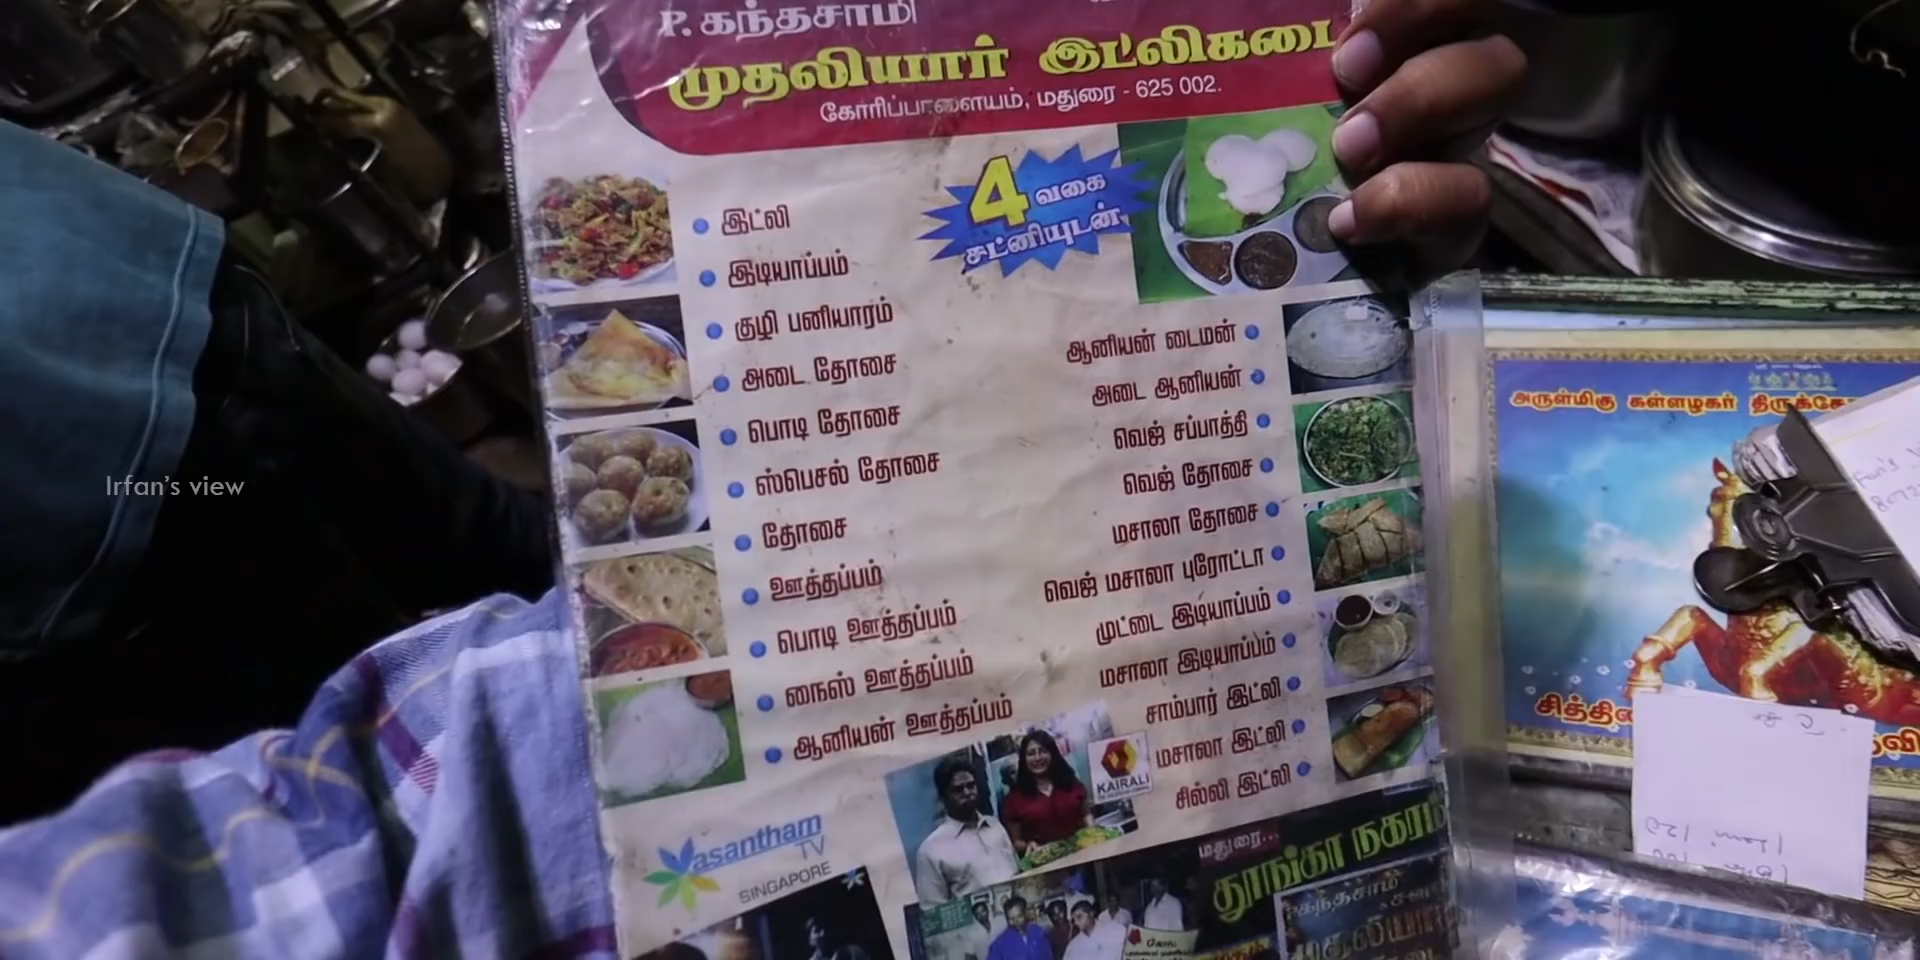 P.கந்தசாமி
முதலியார் இட்லிகடை
கோரிப்பாளையம், மதுரை - 625 002.
4 வகை
சட்னியுடன்
இட்லி
இடியாப்பம்
குழி பனியாரம்
அடை தோசை
பொடி தோசை
ஸ்பெசல் தோசை
தோசை
ஊத்தப்பம்
பொடி ஊத்தப்பம்
நைஸ் ஊத்தப்பம்
ஆனியன் ஊத்தப்பம்
ஆனியன் டைமன்
அடை ஆனியன்
வெஜ் சப்பாத்தி
வெஜ் தோசை
மசாலா தோசை
வெஜ் மசாலா புரோட்டா
முட்டை இடியாப்பம்
மசாலா இடியாப்பம்
சாம்பார் இட்லி
மசாலா இட்லி
சில்லி இட்லி
KAIRALI
Vasantham
TV
SINGAPORE
மதுரை...
தூங்கா நகரம்
அருள்மிகு கள்ளழகர்
Irfan's view